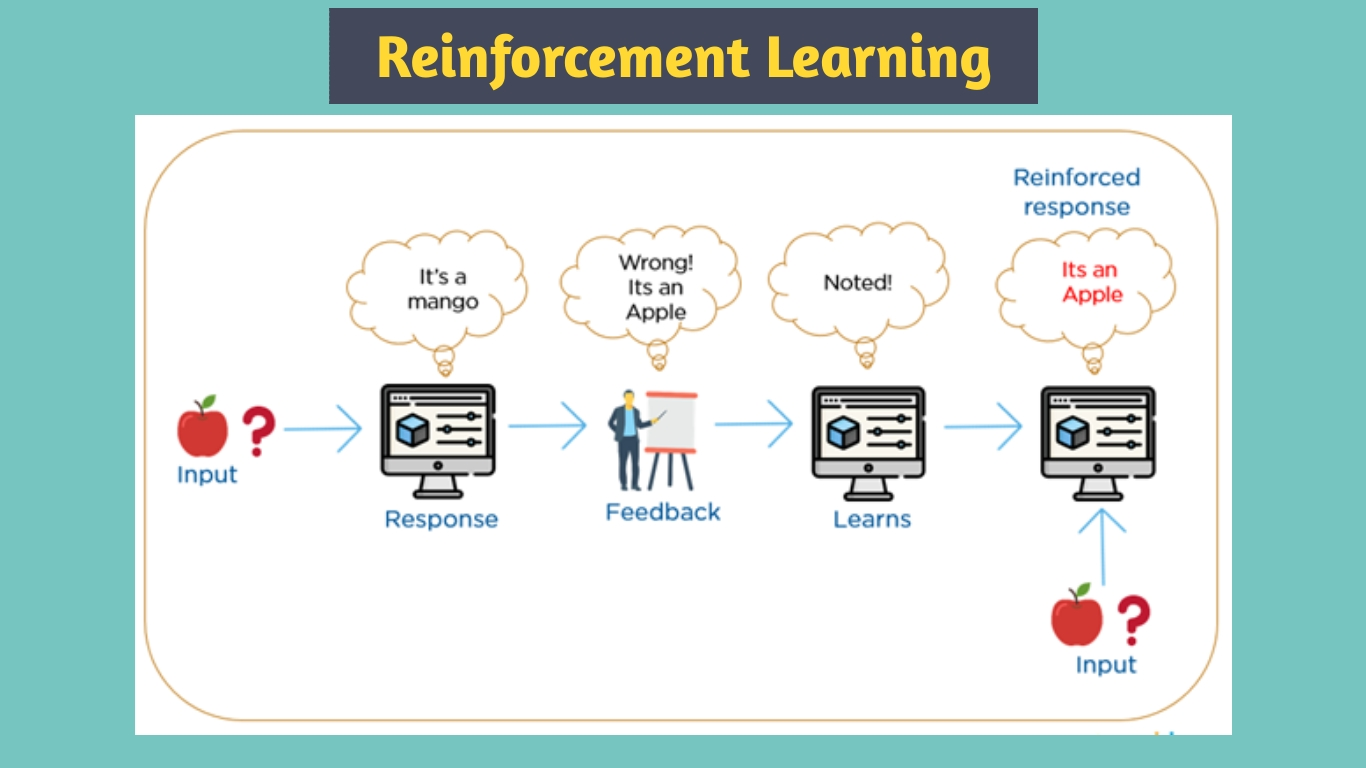 Reinforcement Learning
Reinforced
response
It's a
mango
Wrong!
Its an
Apple
Noted!
Its an
Apple
?
Input
Response
Feedback
Learns
?
Input